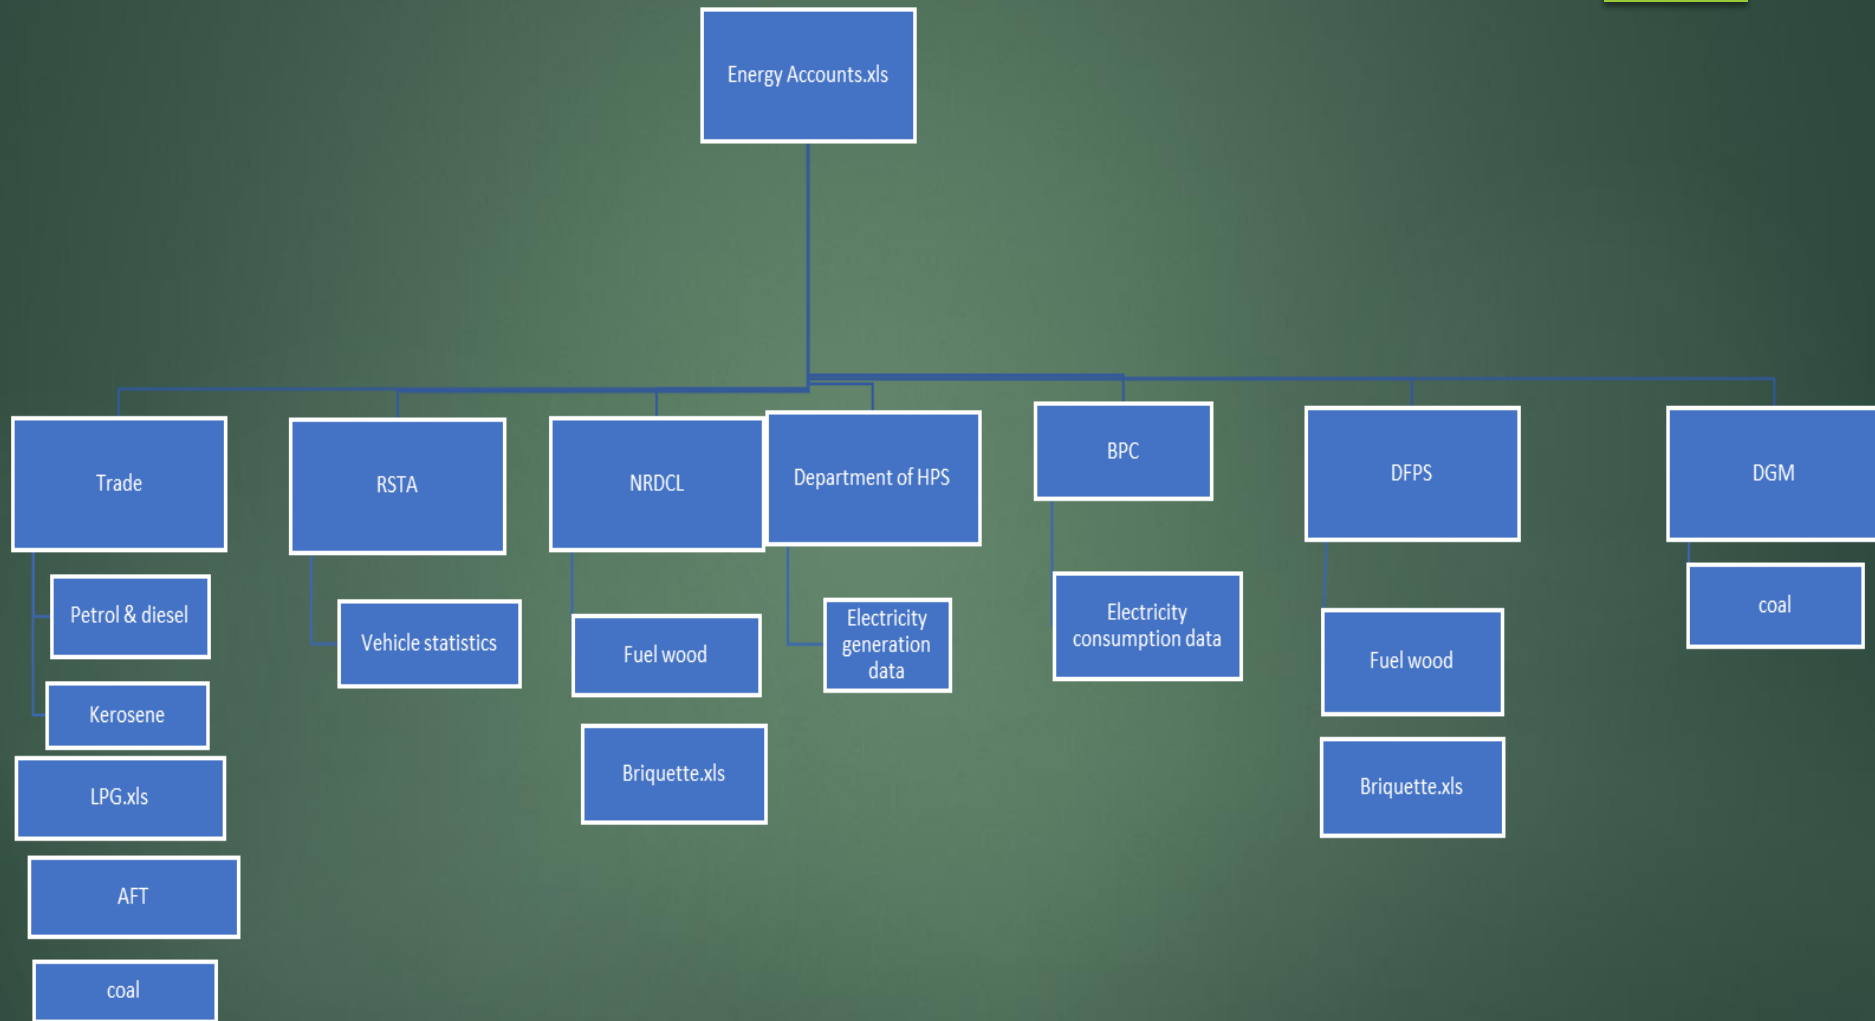 Energy Accounts.xls
Trade
RSTA
NRDCL
Department of HPS
BPC
DFPS
DGM
Petrol & diesel
Kerosene
LPG.xls
AFT
coal
Vehicle statistics
Fuel wood
Briquette.xls
Electricity
generation
data
Electricity
consumption data
Fuel wood
Briquette.xls
coal